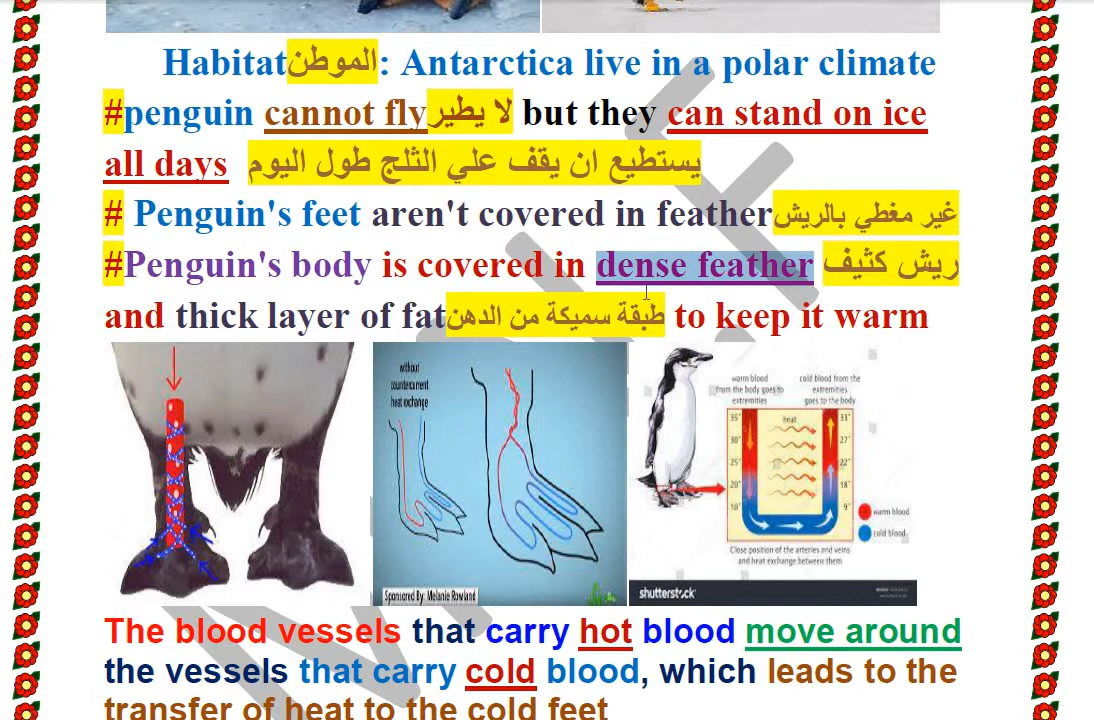 Habitatالموطن: Antarctica live in a polar climate
#penguin cannot flyلا يطير but they can stand on ice
all days يستطيع ان يقف علي الثلج طول اليوم
# Penguin's feet aren't covered in featherغير مغطي بالريش
#Penguin's body is covered in dense feather ريش كثيف
and thick layer of fatطبقة سميكة من الدهن to keep it warm
without
countercurrent
heat exchange
Sponsored By: Melanie Rowland
warm blood
from the body goes to
extremities
cold blood from the
extremities
goes to the body
heat
35° 33°
30° 27°
25° 22°
20° 18°
10° 9°
warm blood
cold blood
Close position of the arteries and veins
and heat exchange between them
shutterstock
The blood vessels that carry hot blood move around
the vessels that carry cold blood, which leads to the
transfer of heat to the cold feet